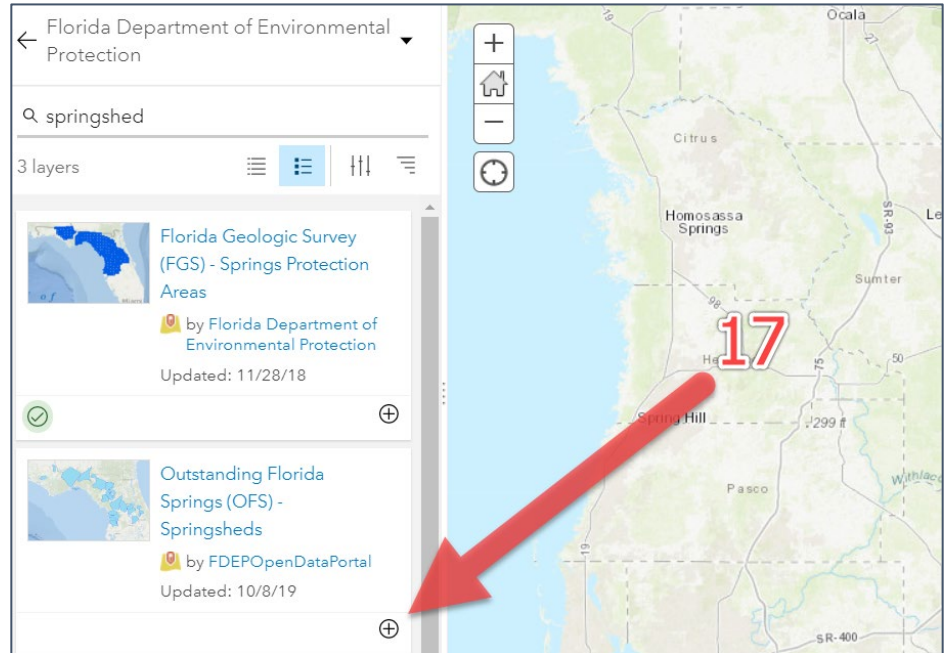 Florida Department of Environmental
Protection
springshed
3 layers
Florida Geologic Survey
(FGS) - Springs Protection
Areas
by Florida Department of
Environmental Protection
Updated: 11/28/18
Outstanding Florida
Springs (OFS) -
Springsheds
by FDEPOpenDataPortal
Updated: 10/8/19
Ocala
Citrus
Homosassa
Springs
SR-93
Le
Sumter
98
17
He
75
50
Spring Hill
299 ft
Pasco
Withlac
SR-400